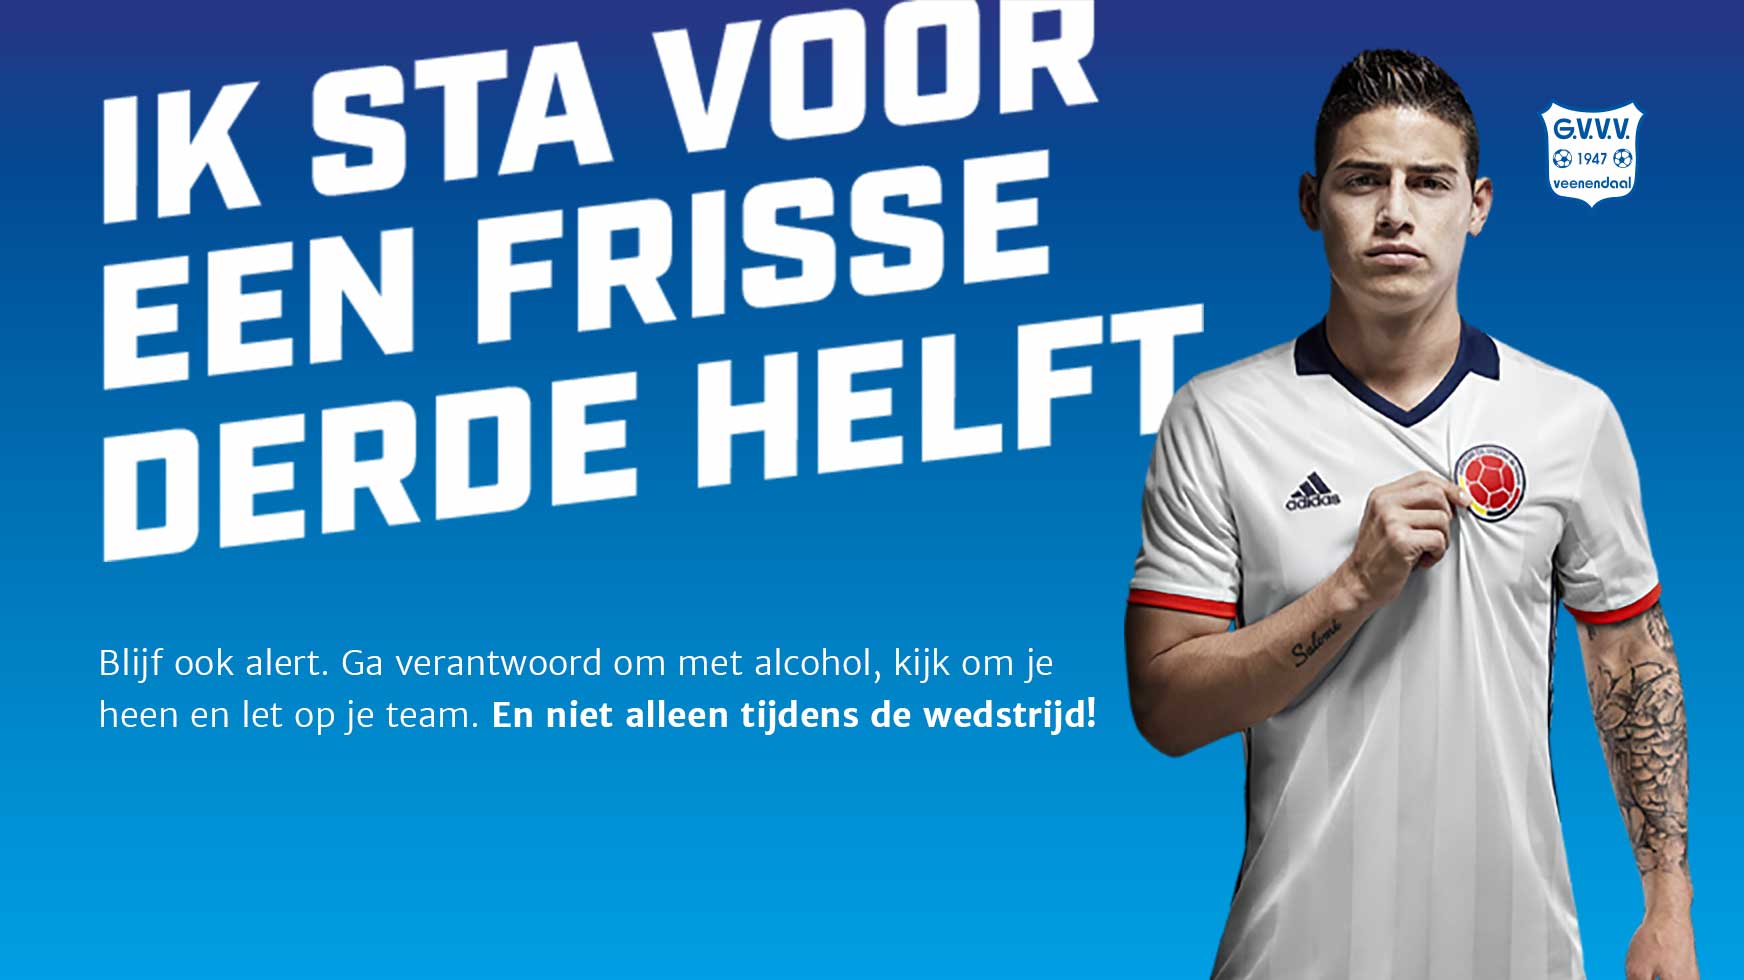 IK STA VOOR
EEN FRISSE
DERDE HELFT
Blijf ook alert. Ga verantwoord om met alcohol, kijk om je
heen en let op je team. En niet alleen tijdens de wedstrijd!
G.V.V.V.
1947
veenendaal
adidas
Salomé